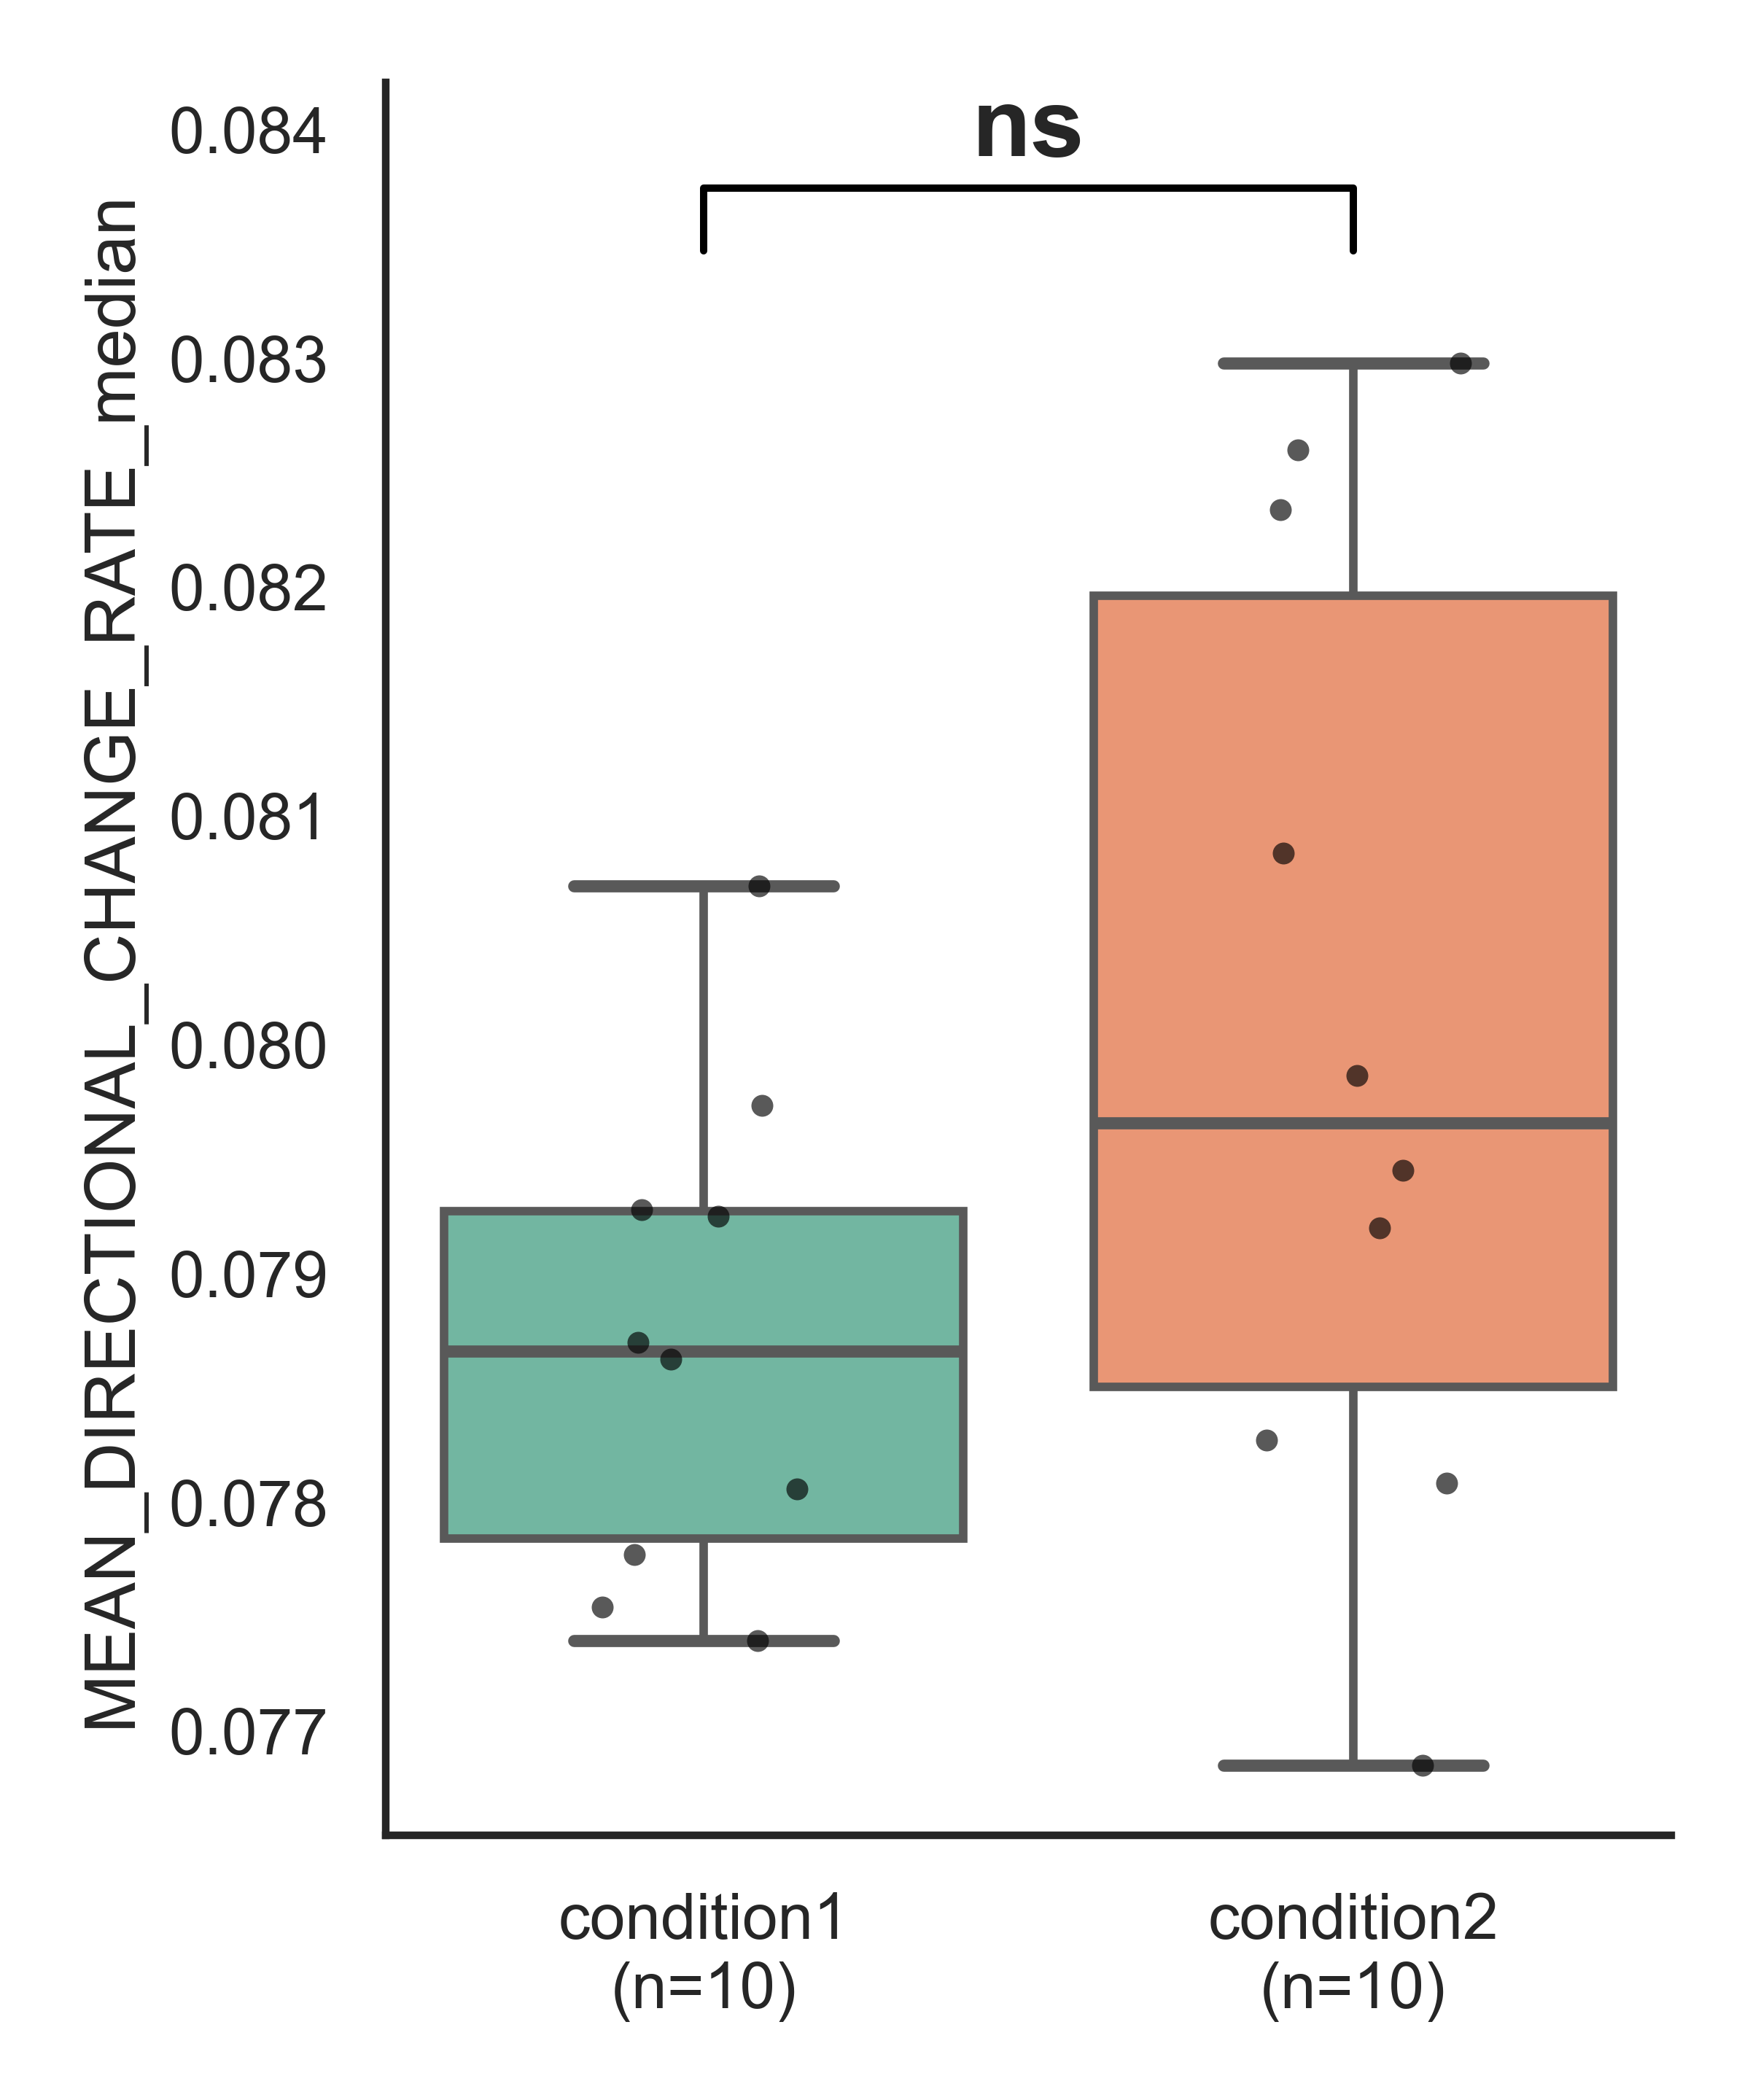 MEAN_DIRECTIONAL_CHANGE_RATE_median
0.084
0.083
0.082
0.081
0.080
0.079
0.078
0.077
ns
condition1
(n=10)
condition2
(n=10)